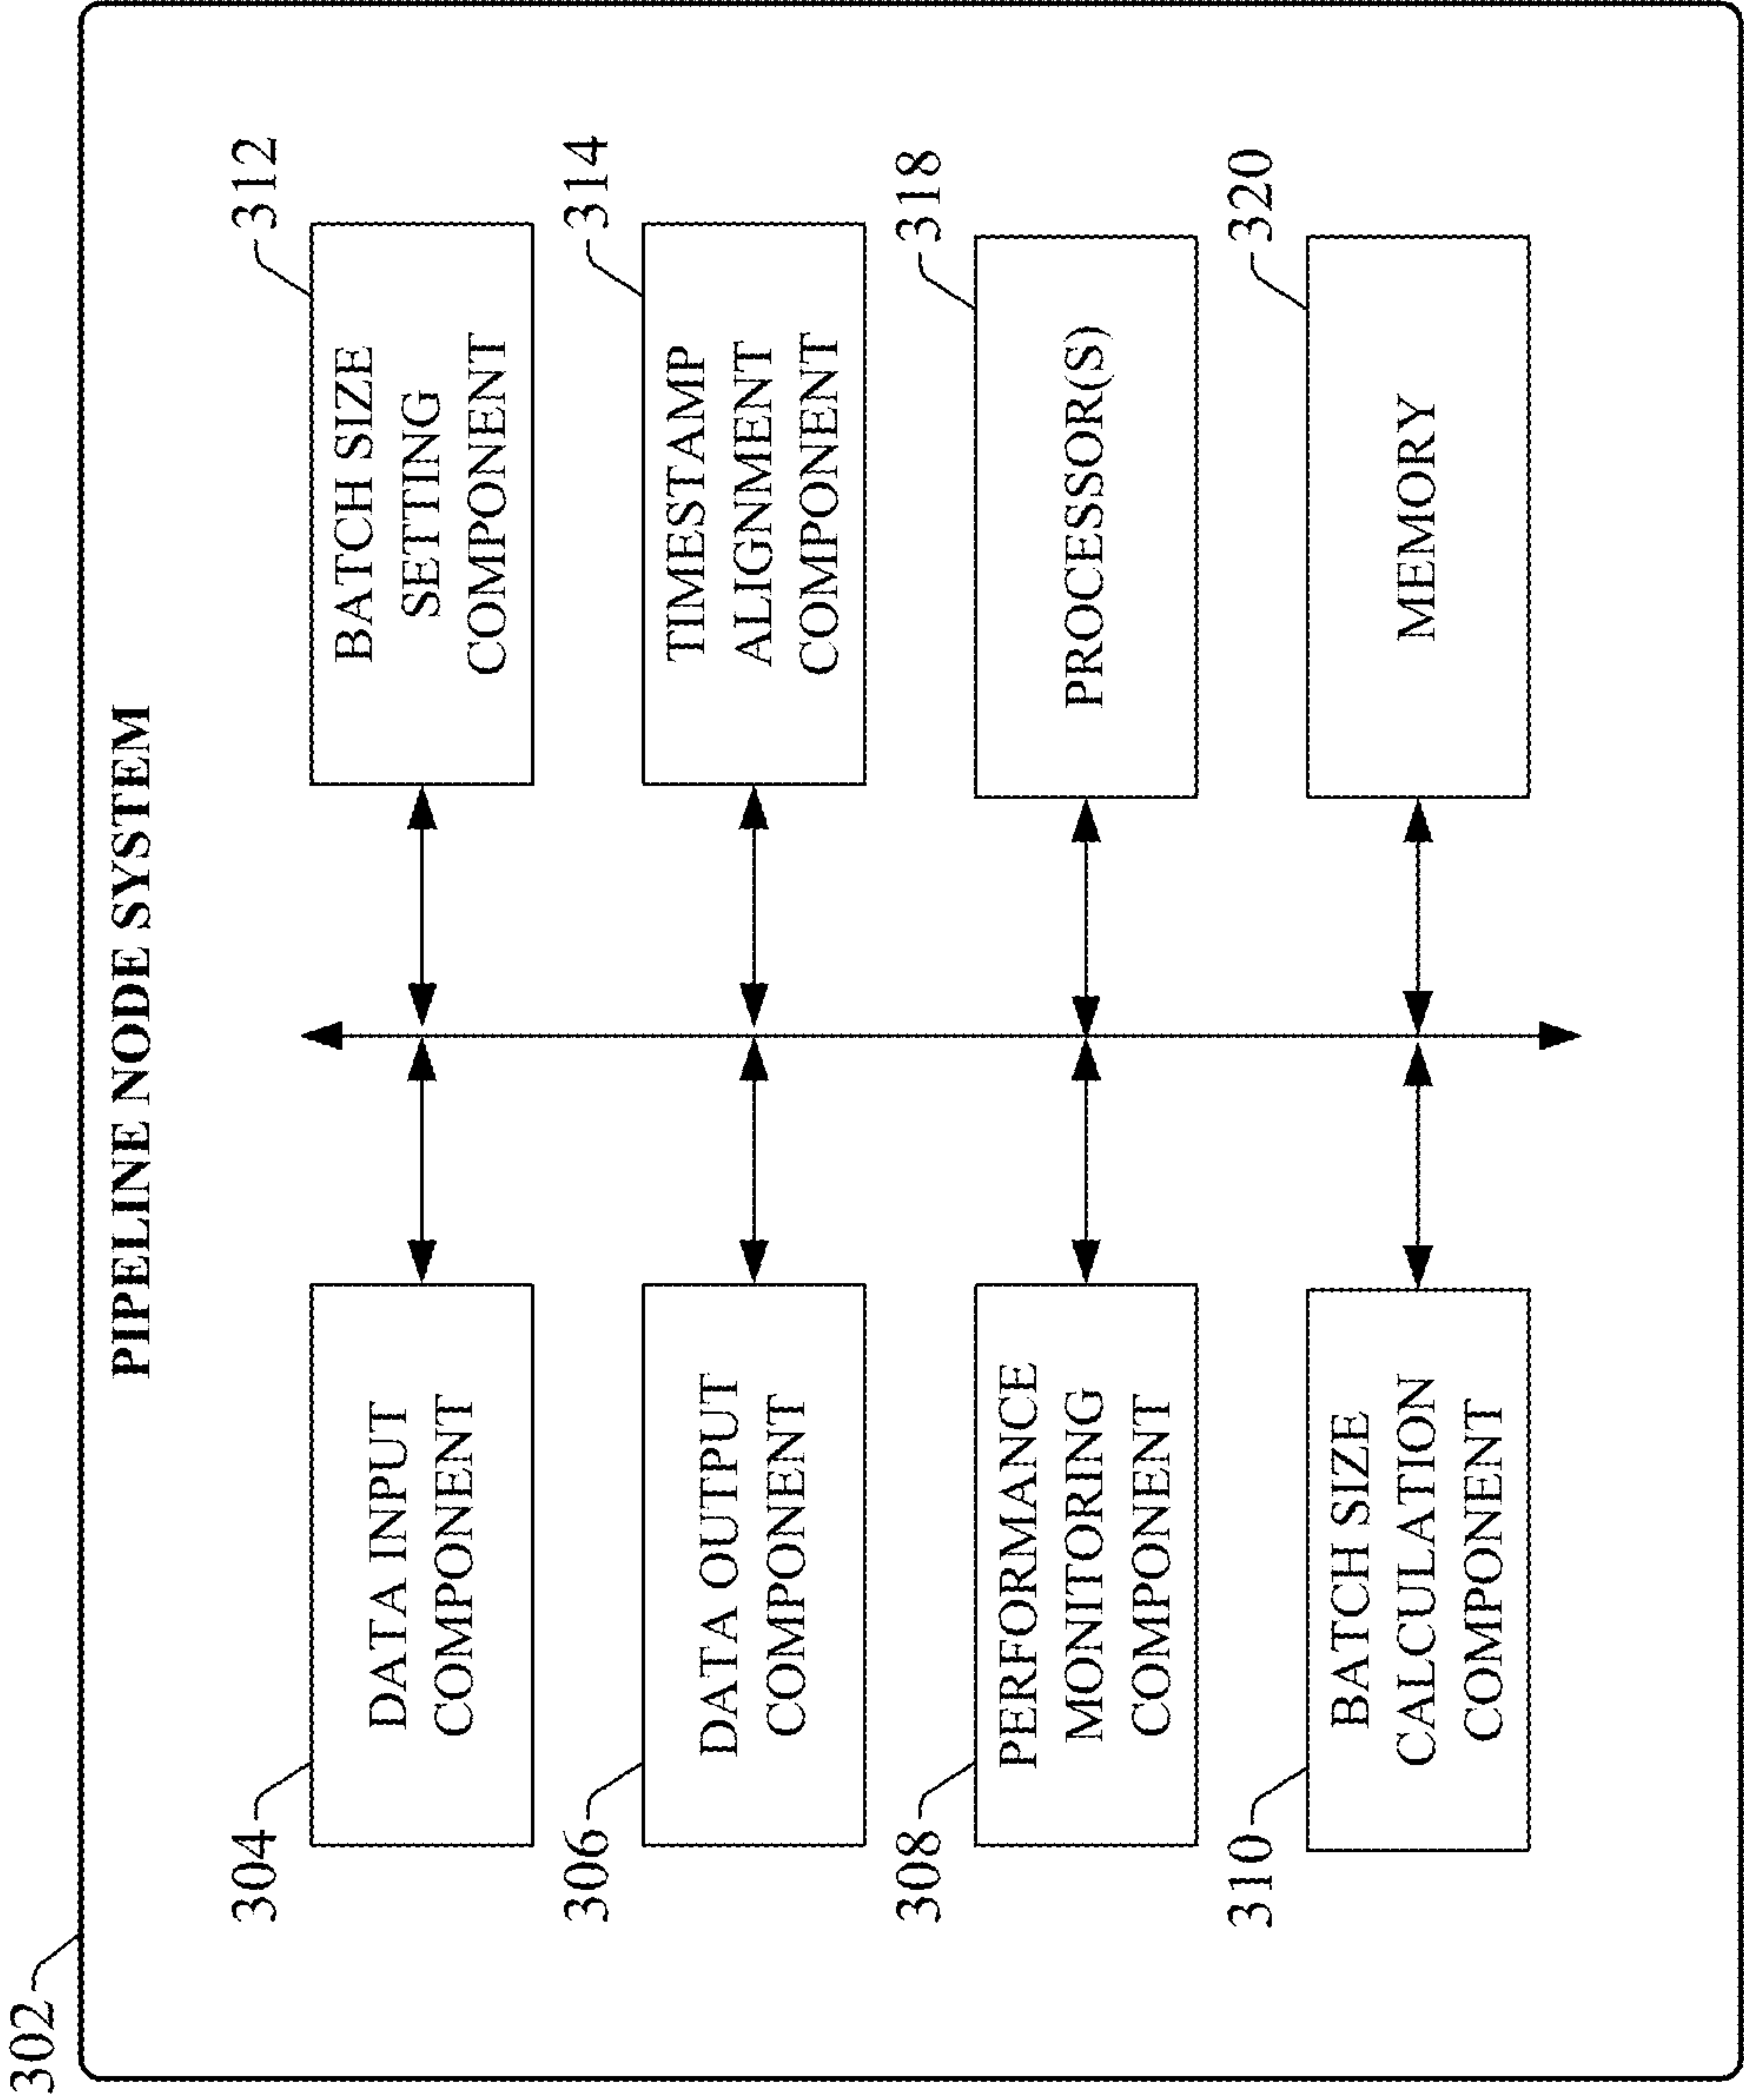 302
PIPELINE NODE SYSTEM
304
DATA INPUT
COMPONENT
306
DATA OUTPUT
COMPONENT
308
PERFORMANCE
MONITORING
COMPONENT
310
BATCH SIZE
CALCULATION
COMPONENT
312
BATCH SIZE
SETTING
COMPONENT
314
TIMESTAMP
ALIGNMENT
COMPONENT
318
PROCESSOR(S)
320
MEMORY